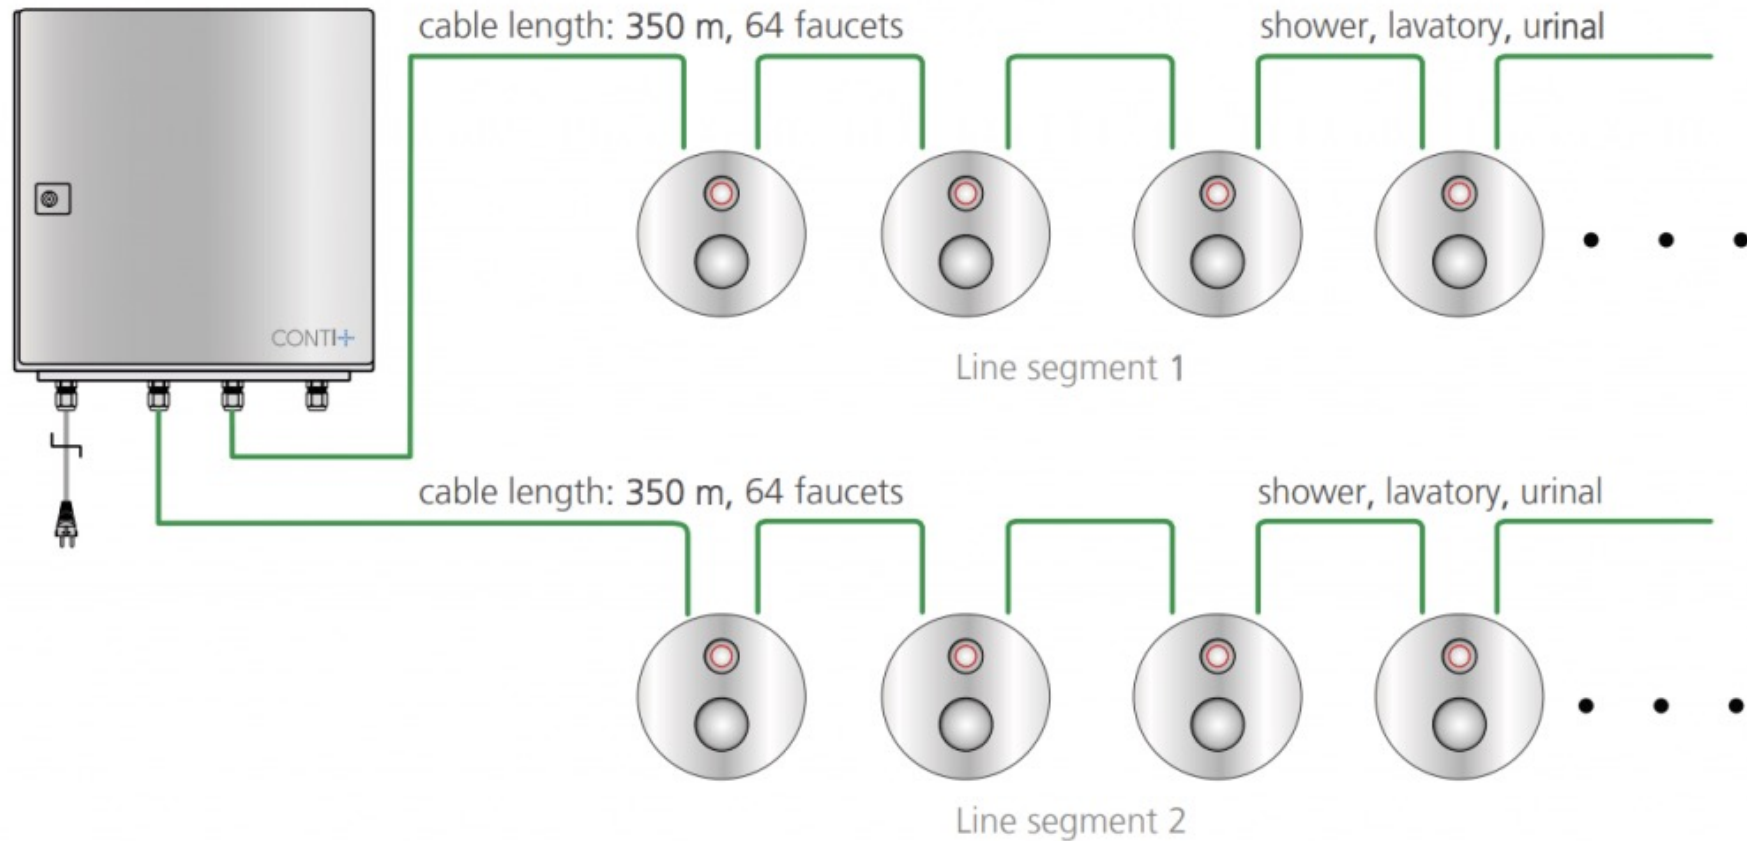 cable length: 350 m, 64 faucets
shower, lavatory, urinal
CONTI+
Line segment 1
cable length: 350 m, 64 faucets
shower, lavatory, urinal
Line segment 2